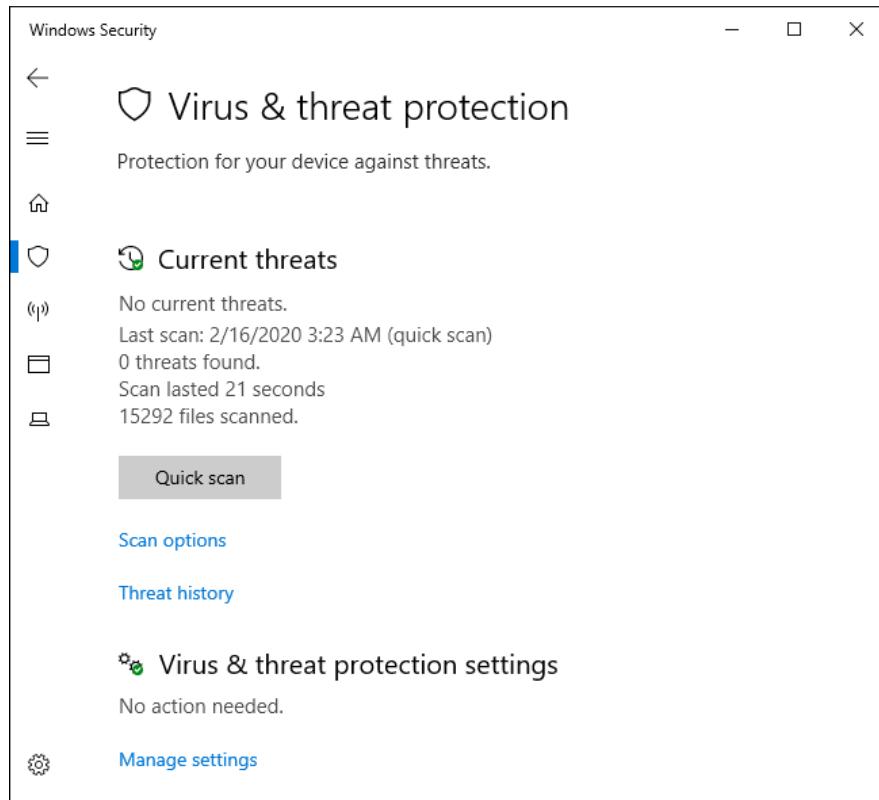 Windows Security
Virus & threat protection
Protection for your device against threats.
Current threats
No current threats.
Last scan: 2/16/2020 3:23 AM (quick scan)
0 threats found.
Scan lasted 21 seconds
15292 files scanned.
Quick scan
Scan options
Threat history
Virus & threat protection settings
No action needed.
Manage settings